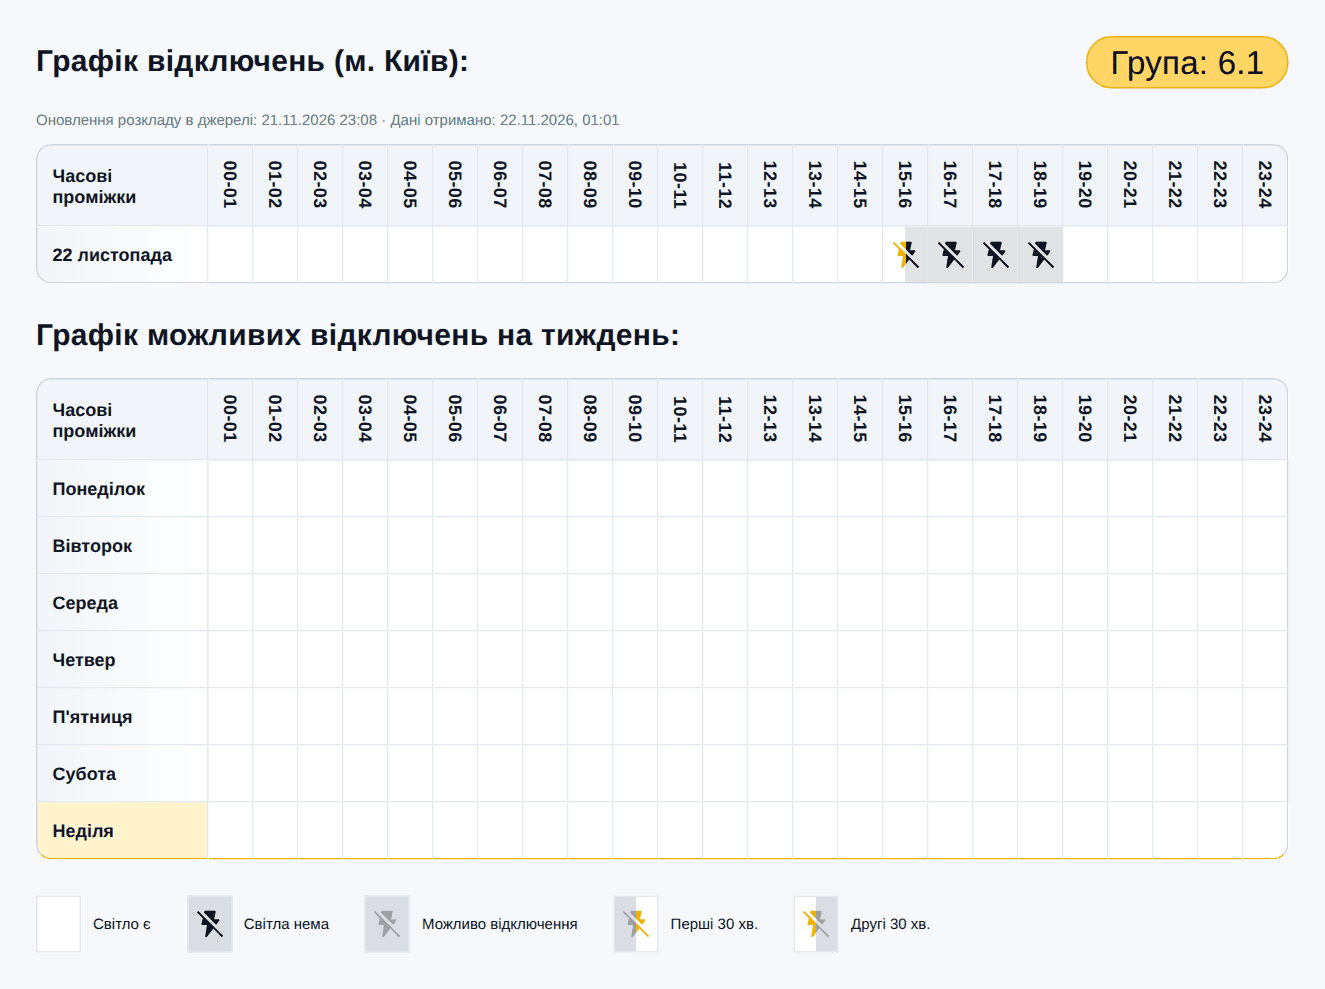 Графік відключень (м. Київ):
Група: 6.1
Оновлення розкладу в джерелі: 21.11.2026 23:08 · Дані отримано: 22.11.2026, 01:01
Часові проміжки 00-01 01-02 02-03 03-04 04-05 05-06 06-07 07-08 08-09 09-10 10-11 11-12 12-13 13-14 14-15 15-16 16-17 17-18 18-19 19-20 20-21 21-22 22-23 23-24
22 листопада
Графік можливих відключень на тиждень:
Часові проміжки 00-01 01-02 02-03 03-04 04-05 05-06 06-07 07-08 08-09 09-10 10-11 11-12 12-13 13-14 14-15 15-16 16-17 17-18 18-19 19-20 20-21 21-22 22-23 23-24
Понеділок
Вівторок
Середа
Четвер
П'ятниця
Субота
Неділя
Світло є Світла нема Можливо відключення Перші 30 хв. Другі 30 хв.